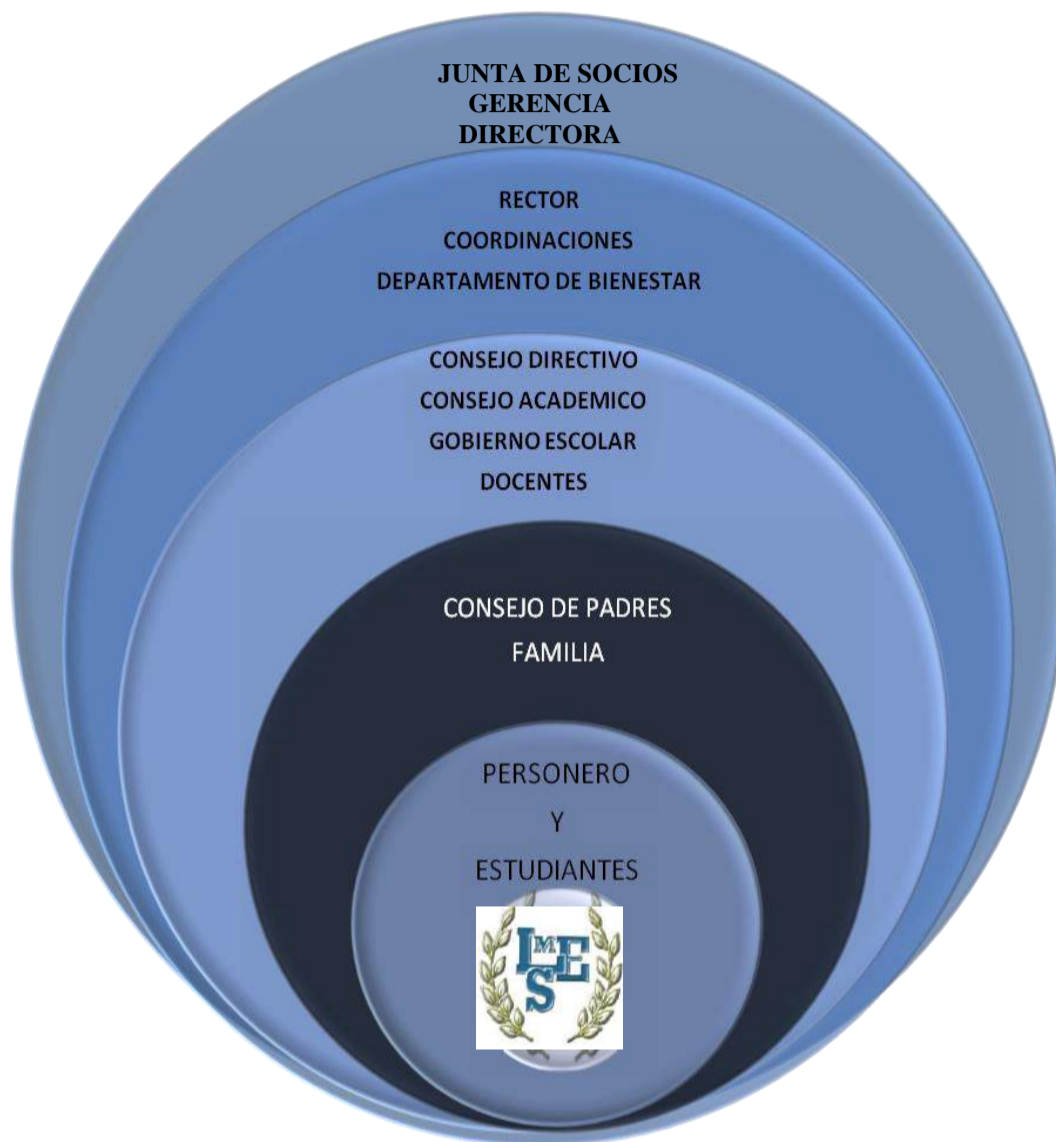 JUNTA DE SOCIOS
GERENCIA
DIRECTORA
RECTOR
COORDINACIONES
DEPARTAMENTO DE BIENESTAR
CONSEJO DIRECTIVO
CONSEJO ACADEMICO
GOBIERNO ESCOLAR
DOCENTES
CONSEJO DE PADRES
FAMILIA
PERSONERO
Y
ESTUDIANTES
LMES